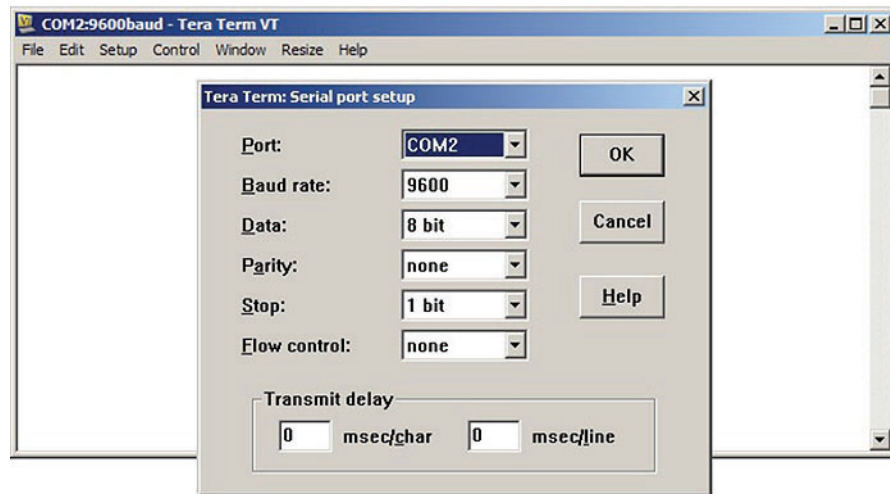 COM2:9600baud - Tera Term VT
File Edit Setup Control Window Resize Help
Tera Term: Serial port setup
Port: COM2 OK
Baud rate: 9600
Data: 8 bit Cancel
Parity: none
Stop: 1 bit Help
Flow control: none
Transmit delay
0 msec/char 0 msec/line